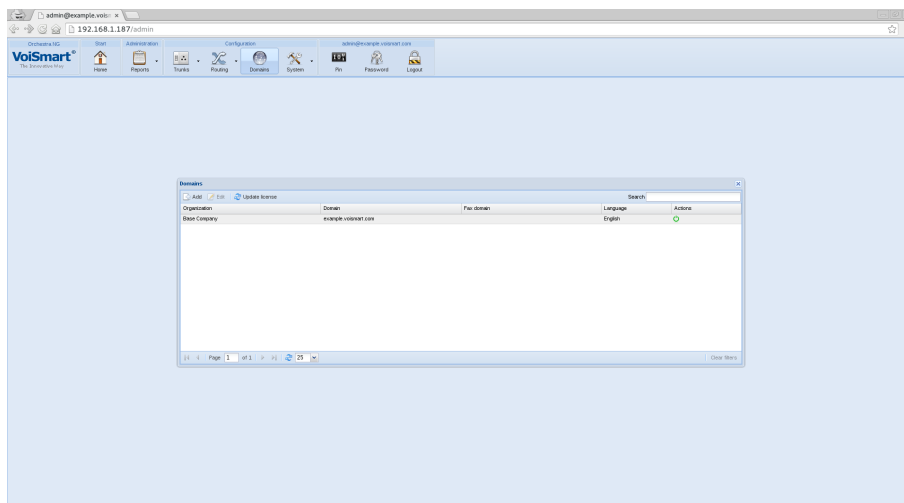 admin@example.voisn ×
192.168.1.187/admin
Orchestra NG Start Administration Configuration admin@example.voismart.com
VoiSmart®
The Innovative Way
Home Reports Trunks Routing Domains System Pin Password Logout
Domains
Add Edit Update license Search
Organization Domain Fax domain Language Actions
Base Company example.voismart.com English
Page 1 of 1 25 Clear filters